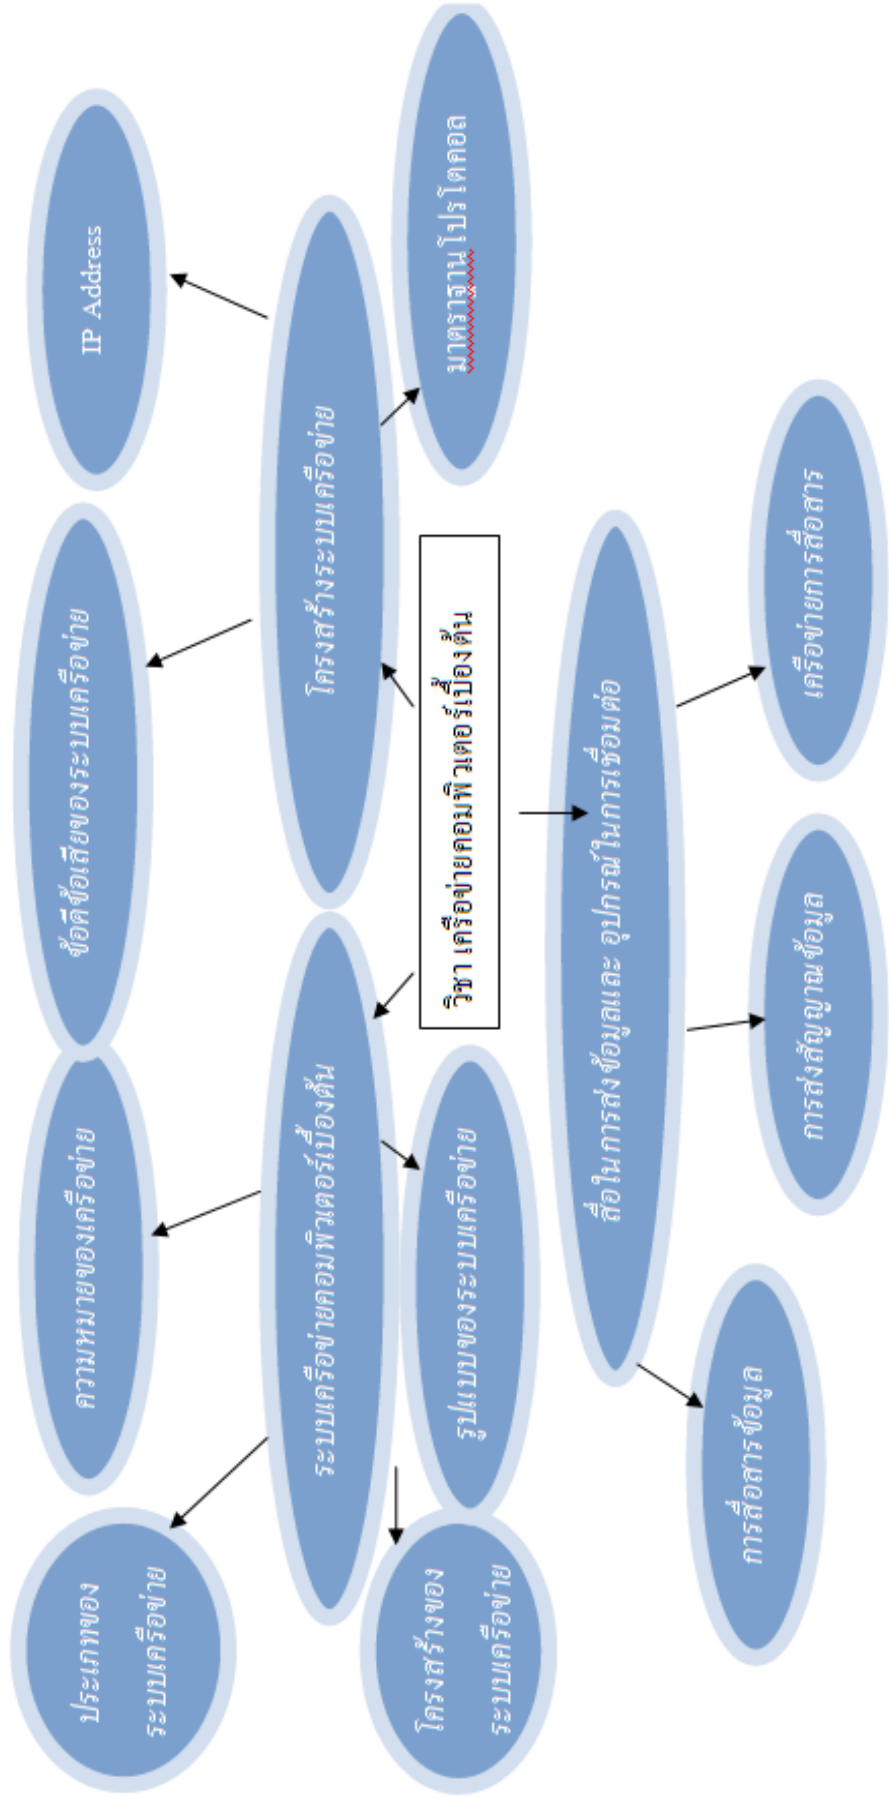 ประเภทของ
ระบบเครือข่าย
ความหมายของเครือข่าย
ข้อดีข้อเสียของระบบเครือข่าย
IP Address
ระบบเครือข่ายคอมพิวเตอร์เบื้องต้น
โครงสร้างระบบเครือข่าย
โครงสร้างของ
ระบบเครือข่าย
รูปแบบของระบบเครือข่าย
วิชา เครือข่ายคอมพิวเตอร์เบื้องต้น
มาตราฐานโปรโตคอล
สื่อในการส่งข้อมูลและ อุปกรณ์ในการเชื่อมต่อ
การสื่อสารข้อมูล
การส่งสัญญาณข้อมูล
เครือข่ายการสื่อสาร